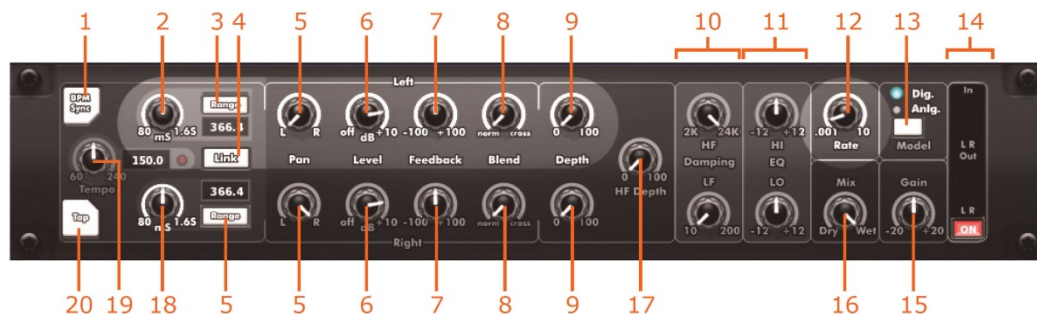 1 2 3 4 5 6 7 8 9 10 11 12 13 14
Left
BPM Sync
Range
366.4
80 mS 1.65
L R
off dB +10
-100 +100
norm cross
0 100
2K 24K
HF
-12 +12
HI
.001 10
Rate
Dig.
Anlg.
Model
In
150.0
Link
Pan Level Feedback Blend Depth
Damping
EQ
L R
Out
60 240
Tempo
0 100
HF Depth
366.4
LF
LO
Mix
Gain
Tap
80 mS 1.65
Range
L R
off dB +10
-100 +100
norm cross
0 100
10 200
-12 +12
Dry Wet
-20 +20
L R
ON
Right
20 19 18 5 5 6 7 8 9 17 16 15